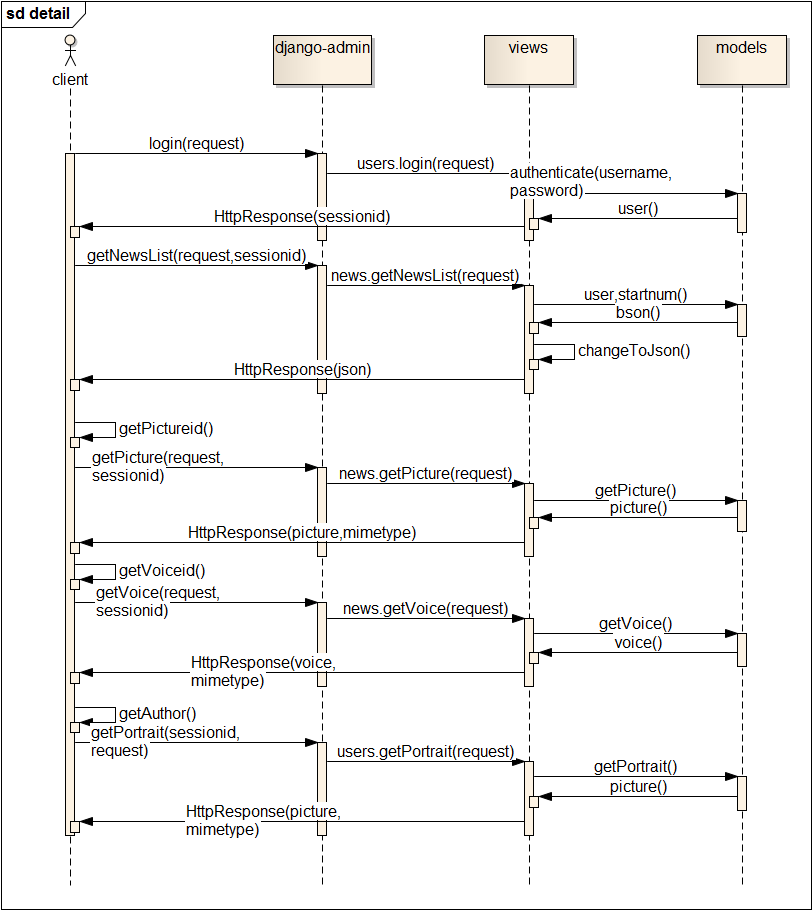 sd detail
client
django-admin
views
models
login(request)
users.login(request)
authenticate(username,
password)
user()
HttpResponse(sessionid)
getNewsList(request,sessionid)
news.getNewsList(request)
user,startnum()
bson()
changeToJson()
HttpResponse(json)
getPictureid()
getPicture(request,
sessionid)
news.getPicture(request)
getPicture()
picture()
HttpResponse(picture,mimetype)
getVoiceid()
getVoice(request,
sessionid)
news.getVoice(request)
getVoice()
voice()
HttpResponse(voice,
mimetype)
getAuthor()
getPortrait(sessionid,
request)
users.getPortrait(request)
getPortrait()
picture()
HttpResponse(picture,
mimetype)